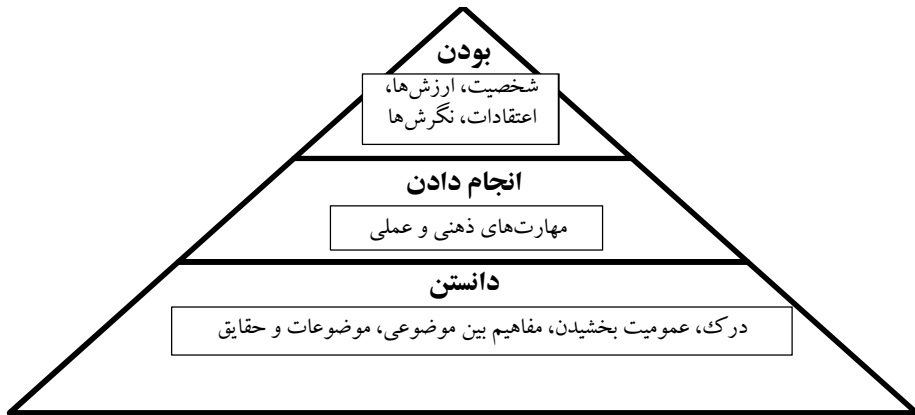 بودن
شخصیت، ارزش‌ها،
اعتقادات، نگرش‌ها
انجام دادن
مهارت‌های ذهنی و عملی
دانستن
درک، عمومیت بخشیدن، مفاهیم بین موضوعی، موضوعات و حقایق